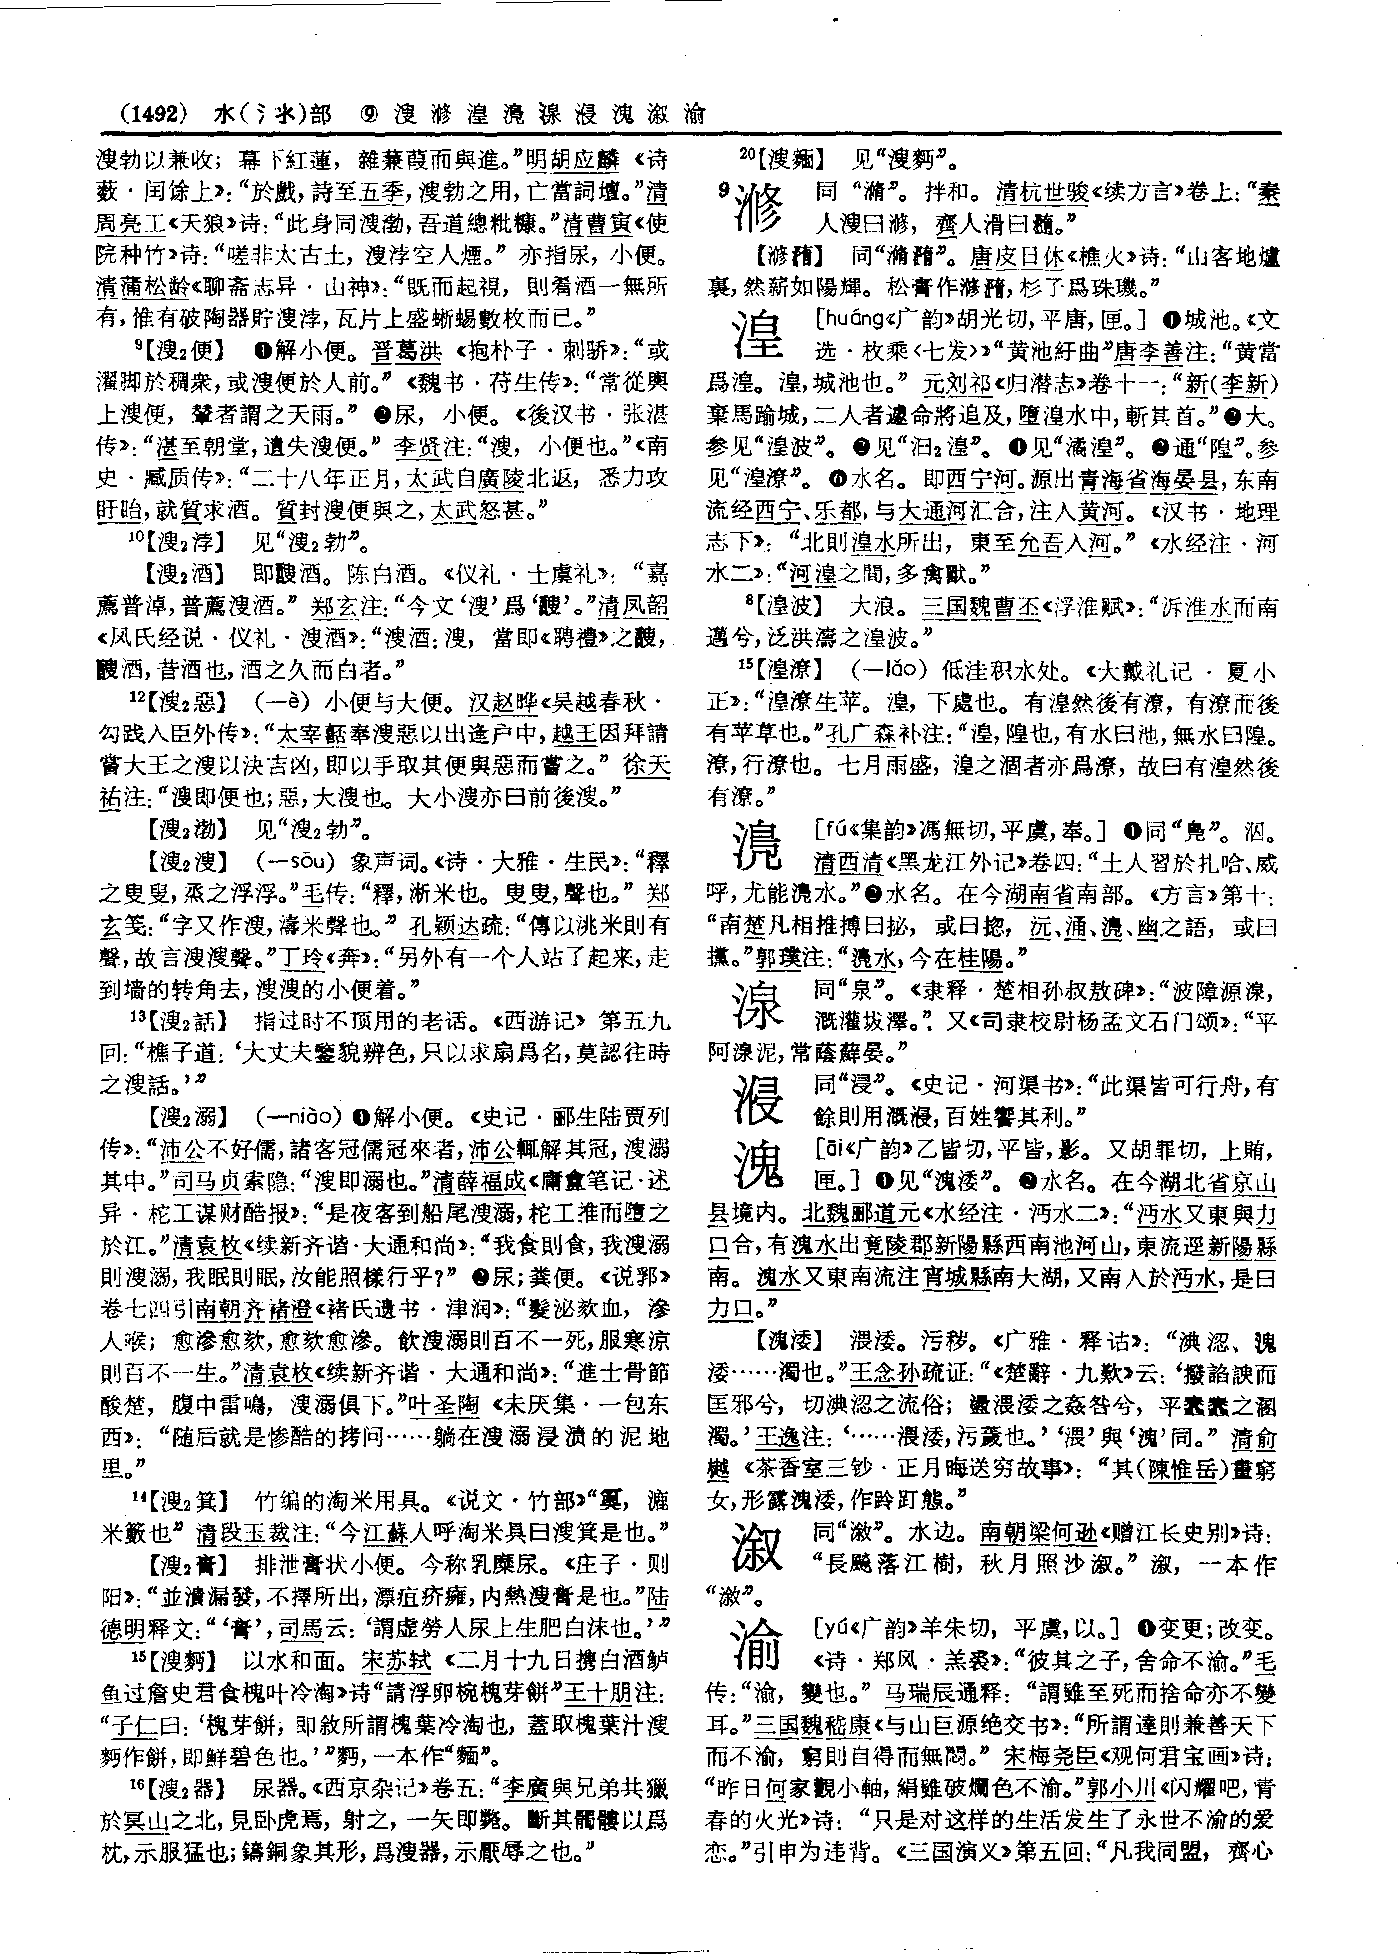 (1492) 水(氵氺)部 ⑨ 溲 滫 湟 㵗 湶 㴆 溾 溆 渝
溲勃以兼收；幕下紅蓮，雜蒹葭而與進。”明胡应麟《诗
薮·闰馀上》：“於戲，詩至五季，溲勃之用，亡當詞壇。”清
周亮工《天狼》诗：“此身同溲渤，吾道總粃糠。”清曹寅《使
院种竹》诗：“嗟非太古土，溲浡空人煙。” 亦指尿，小便。
清蒲松龄《聊斋志异·山神》：“既而起視，則肴酒一無所
有，惟有破陶器貯溲浡，瓦片上盛蜥蜴數枚而已。”
9【溲₂便】 ❶解小便。晋葛洪《抱朴子·刺骄》：“或
濯脚於稠衆，或溲便於人前。”《魏书·苻生传》：“常從輿
上溲便，輦者謂之天雨。” ❷尿，小便。《後汉书·张湛
传》：“湛至朝堂，遺失溲便。” 李贤注：“溲，小便也。”《南
史·臧质传》：“二十八年正月，太武自廣陵北返，悉力攻
盱眙，就質求酒。質封溲便與之，太武怒甚。”
10【溲₂浡】 见“溲₂勃”。
【溲₂酒】 即醙酒。陈白酒。《仪礼·士虞礼》：“嘉
薦普淖，普薦溲酒。” 郑玄注：“今文‘溲’爲‘醙’。”清凤韶
《凤氏经说·仪礼·溲酒》：“溲酒：溲，當即《聘禮》之醙，
醙酒，昔酒也，酒之久而白者。”
12【溲₂惡】 （—è）小便与大便。汉赵晔《吴越春秋·
勾践入臣外传》：“太宰嚭奉溲惡以出逢户中，越王因拜請
嘗大王之溲以決吉凶，即以手取其便與惡而嘗之。” 徐天
祜注：“溲即便也；惡，大溲也。大小溲亦曰前後溲。”
【溲₂渤】 见“溲₂勃”。
【溲₂溲】 （—sōu）象声词。《诗·大雅·生民》：“釋
之叟叟，烝之浮浮。”毛传：“釋，淅米也。叟叟，聲也。” 郑
玄笺：“字又作溲，濤米聲也。” 孔颖达疏：“傳以洮米則有
聲，故言溲溲聲。”丁玲《奔》：“另外有一个人站了起来，走
到墙的转角去，溲溲的小便着。”
13【溲₂話】 指过时不顶用的老话。《西游记》第五九
回：“樵子道：‘大丈夫鑒貌辨色，只以求扇爲名，莫認往時
之溲話。’”
【溲₂溺】 （—niào）❶解小便。《史记·郦生陆贾列
传》：“沛公不好儒，諸客冠儒冠來者，沛公輒解其冠，溲溺
其中。”司马贞索隐：“溲即溺也。”清薛福成《庸盦笔记·述
异·柁工谋财酷报》：“是夜客到船尾溲溺，柁工推而墮之
於江。”清袁枚《续新齐谐·大通和尚》：“我食則食，我溲溺
則溲溺，我眠則眠，汝能照樣行乎？” ❷尿；粪便。《说郛》
卷七四引南朝齐褚澄《褚氏遗书·津润》：“髮泌欬血，滲
人喉；愈滲愈欬，愈欬愈滲。飲溲溺則百不一死，服寒涼
則百不一生。”清袁枚《续新齐谐·大通和尚》：“進士骨節
酸楚，腹中雷鳴，溲溺俱下。”叶圣陶《未厌集·一包东
西》：“随后就是惨酷的拷问……躺在溲溺浸渍的泥地
里。”
14【溲₂箕】 竹编的淘米用具。《说文·竹部》“䉛，漉
米籔也” 清段玉裁注：“今江蘇人呼淘米具曰溲箕是也。”
【溲₂膏】 排泄膏状小便。今称乳糜尿。《庄子·则
阳》：“並潰漏發，不擇所出，漂疽疥癰，内熱溲膏是也。”陆
德明释文：“‘膏’，司馬云：‘謂虚勞人尿上生肥白沫也。’”
15【溲麪】 以水和面。宋苏轼《二月十九日携白酒鲈
鱼过詹史君食槐叶冷淘》诗“請浮卵椀槐芽餅”王十朋注：
“子仁曰：‘槐芽餅，即敘所謂槐葉冷淘也，蓋取槐葉汁溲
麪作餅，即鮮碧色也。’”麪，一本作“麵”。
16【溲₂器】 尿器。《西京杂记》卷五：“李廣與兄弟共獵
於冥山之北，見卧虎焉，射之，一矢即斃。斷其髑髏以爲
枕，示服猛也；鑄銅象其形，爲溲器，示厭辱之也。”
20【溲麵】 见“溲麪”。
9滫 同“滫”。拌和。清杭世骏《续方言》卷上：“秦
人溲曰滫，齊人滑曰髓。”
【滫瀡】 同“滫瀡”。唐皮日休《樵火》诗：“山客地爐
裏，然薪如陽輝。松膏作滫瀡，杉子爲珠璣。”
湟 [huáng《广韵》胡光切，平唐，匣。] ❶城池。《文
选·枚乘〈七发〉》“黄池紆曲”唐李善注：“黄當
爲湟。湟，城池也。” 元刘祁《归潜志》卷十一：“新（李新）
棄馬踰城，二人者遽命將追及，墮湟水中，斬其首。”❷大。
参见“湟波”。 ❸见“汩₂湟”。 ❹见“潏湟”。 ❺通“隍”。参
见“湟潦”。 ❻水名。即西宁河。源出青海省海晏县，东南
流经西宁、乐都，与大通河汇合，注入黄河。《汉书·地理
志下》：“北則湟水所出，東至允吾入河。”《水经注·河
水二》：“河湟之間，多禽獸。”
8【湟波】 大浪。三国魏曹丕《浮淮赋》：“泝淮水而南
邁兮，泛洪濤之湟波。”
15【湟潦】 （—lǎo）低洼积水处。《大戴礼记·夏小
正》：“湟潦生苹。湟，下處也。有湟然後有潦，有潦而後
有苹草也。”孔广森补注：“湟，隍也，有水曰池，無水曰隍。
潦，行潦也。七月雨盛，湟之涸者亦爲潦，故曰有湟然後
有潦。”
㵗 [fú《集韵》馮無切，平虞，奉。] ❶同“鳧”。泅。
清西清《黑龙江外记》卷四：“土人習於扎哈、威
呼，尤能㵗水。”❷水名。在今湖南省南部。《方言》第十：
“南楚凡相推搏曰拯，或曰揔，沅、涌、㵗、幽之語，或曰
攩。”郭璞注：“㵗水，今在桂陽。”
湶 同“泉”。《隶释·楚相孙叔敖碑》：“波障源湶，
溉灌坺澤。”又《司隶校尉杨孟文石门颂》：“平
阿湶泥，常蔭蘚晏。”
㴆 同“浸”。《史记·河渠书》：“此渠皆可行舟，有
餘則用溉㴆，百姓饗其利。”
溾 [āi《广韵》乙皆切，平皆，影。又胡罪切，上賄，
匣。] ❶见“溾涹”。 ❷水名。在今湖北省京山
县境内。北魏郦道元《水经注·沔水二》：“沔水又東與力
口合，有溾水出竟陵郡新陽縣西南池河山，東流逕新陽縣
南。溾水又東南流注宵城縣南大湖，又南入於沔水，是曰
力口。”
【溾涹】 渨涹。污秽。《广雅·释诂》：“淟涊、溾
涹……濁也。”王念孙疏证：“《楚辭·九歎》云：‘撥諂諛而
匡邪兮，切淟涊之流俗；盪渨涹之姦咎兮，夷蠢蠢之溷
濁。’王逸注：‘……渨涹，污薉也。’‘渨’與‘溾’同。” 清俞
樾《茶香室三钞·正月晦送穷故事》：“其（陳惟岳）畫窮
女，形露溾涹，作跉䟓態。”
溆 同“漵”。水边。南朝梁何逊《赠江长史别》诗：
“長飈落江樹，秋月照沙溆。” 溆，一本作
“漵”。
渝 [yú《广韵》羊朱切，平虞，以。] ❶变更；改变。
《诗·郑风·羔裘》：“彼其之子，舍命不渝。”毛
传：“渝，變也。” 马瑞辰通释：“謂雖至死而捨命亦不變
耳。”三国魏嵇康《与山巨源绝交书》：“所謂達則兼善天下
而不渝，窮則自得而無悶。” 宋梅尧臣《观何君宝画》诗：
“昨日何家觀小軸，絹雖破爛色不渝。”郭小川《闪耀吧，青
春的火光》诗：“只是对这样的生活发生了永世不渝的爱
恋。”引申为违背。《三国演义》第五回：“凡我同盟，齊心